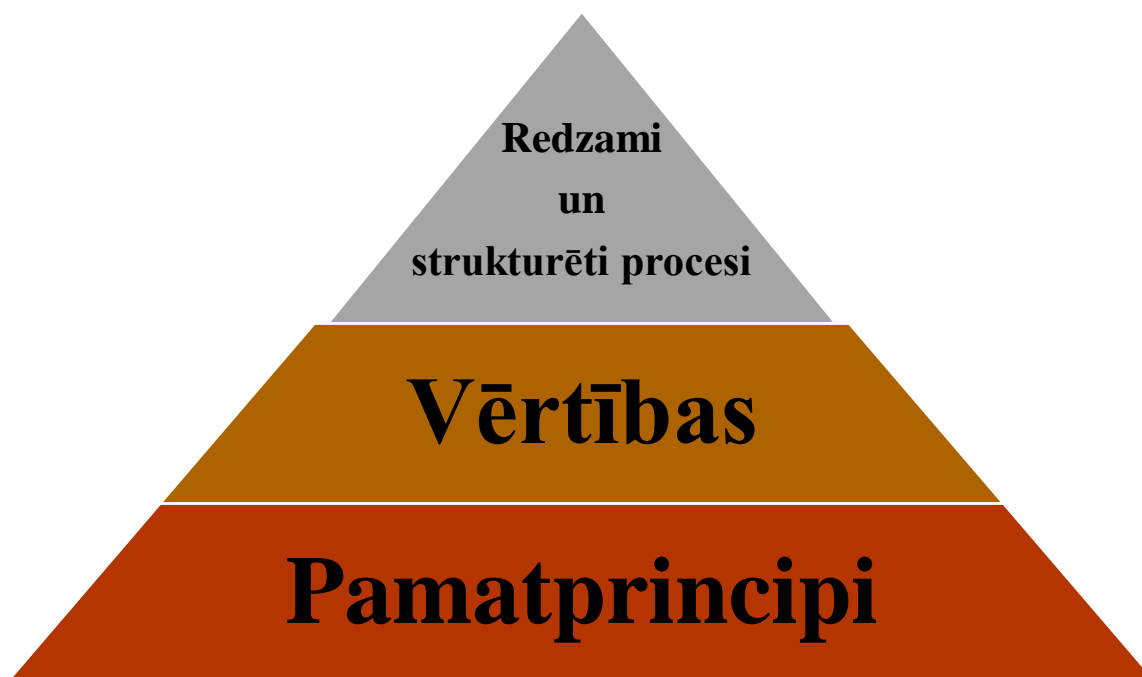 Redzami
un
strukturēti procesi
Vērtības
Pamatprincipi